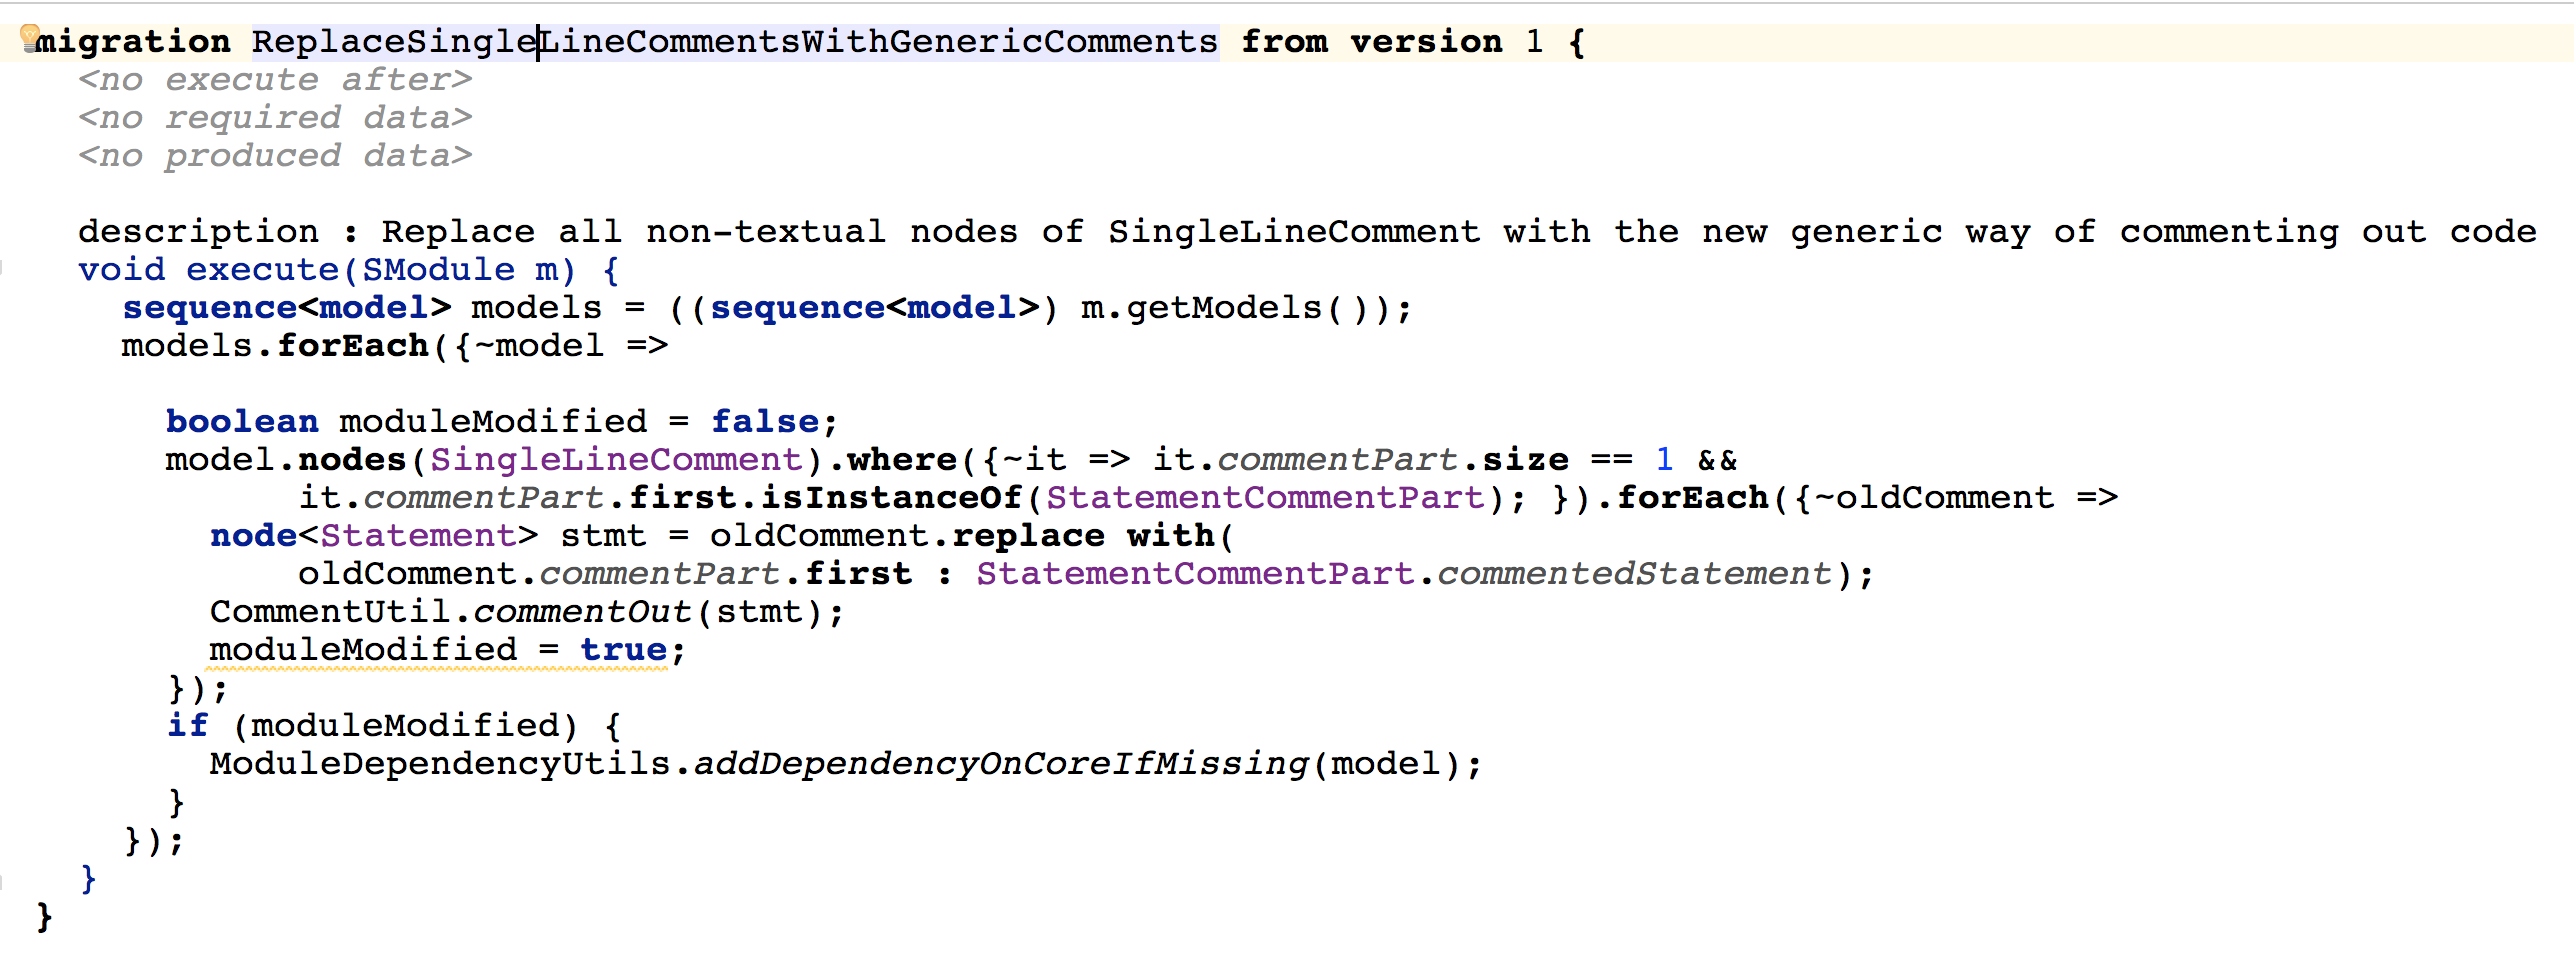 migration ReplaceSingleLineCommentsWithGenericComments from version 1 {
<no execute after>
<no required data>
<no produced data>
description : Replace all non-textual nodes of SingleLineComment with the new generic way of commenting out code
void execute(SModule m) {
sequence<model> models = ((sequence<model>) m.getModels());
models.forEach({~model =>
boolean moduleModified = false;
model.nodes(SingleLineComment).where({~it => it.commentPart.size == 1 &&
it.commentPart.first.isInstanceOf(StatementCommentPart); }).forEach({~oldComment =>
node<Statement> stmt = oldComment.replace with(
oldComment.commentPart.first : StatementCommentPart.commentedStatement);
CommentUtil.commentOut(stmt);
moduleModified = true;
});
if (moduleModified) {
ModuleDependencyUtils.addDependencyOnCoreIfMissing(model);
}
});
}
}